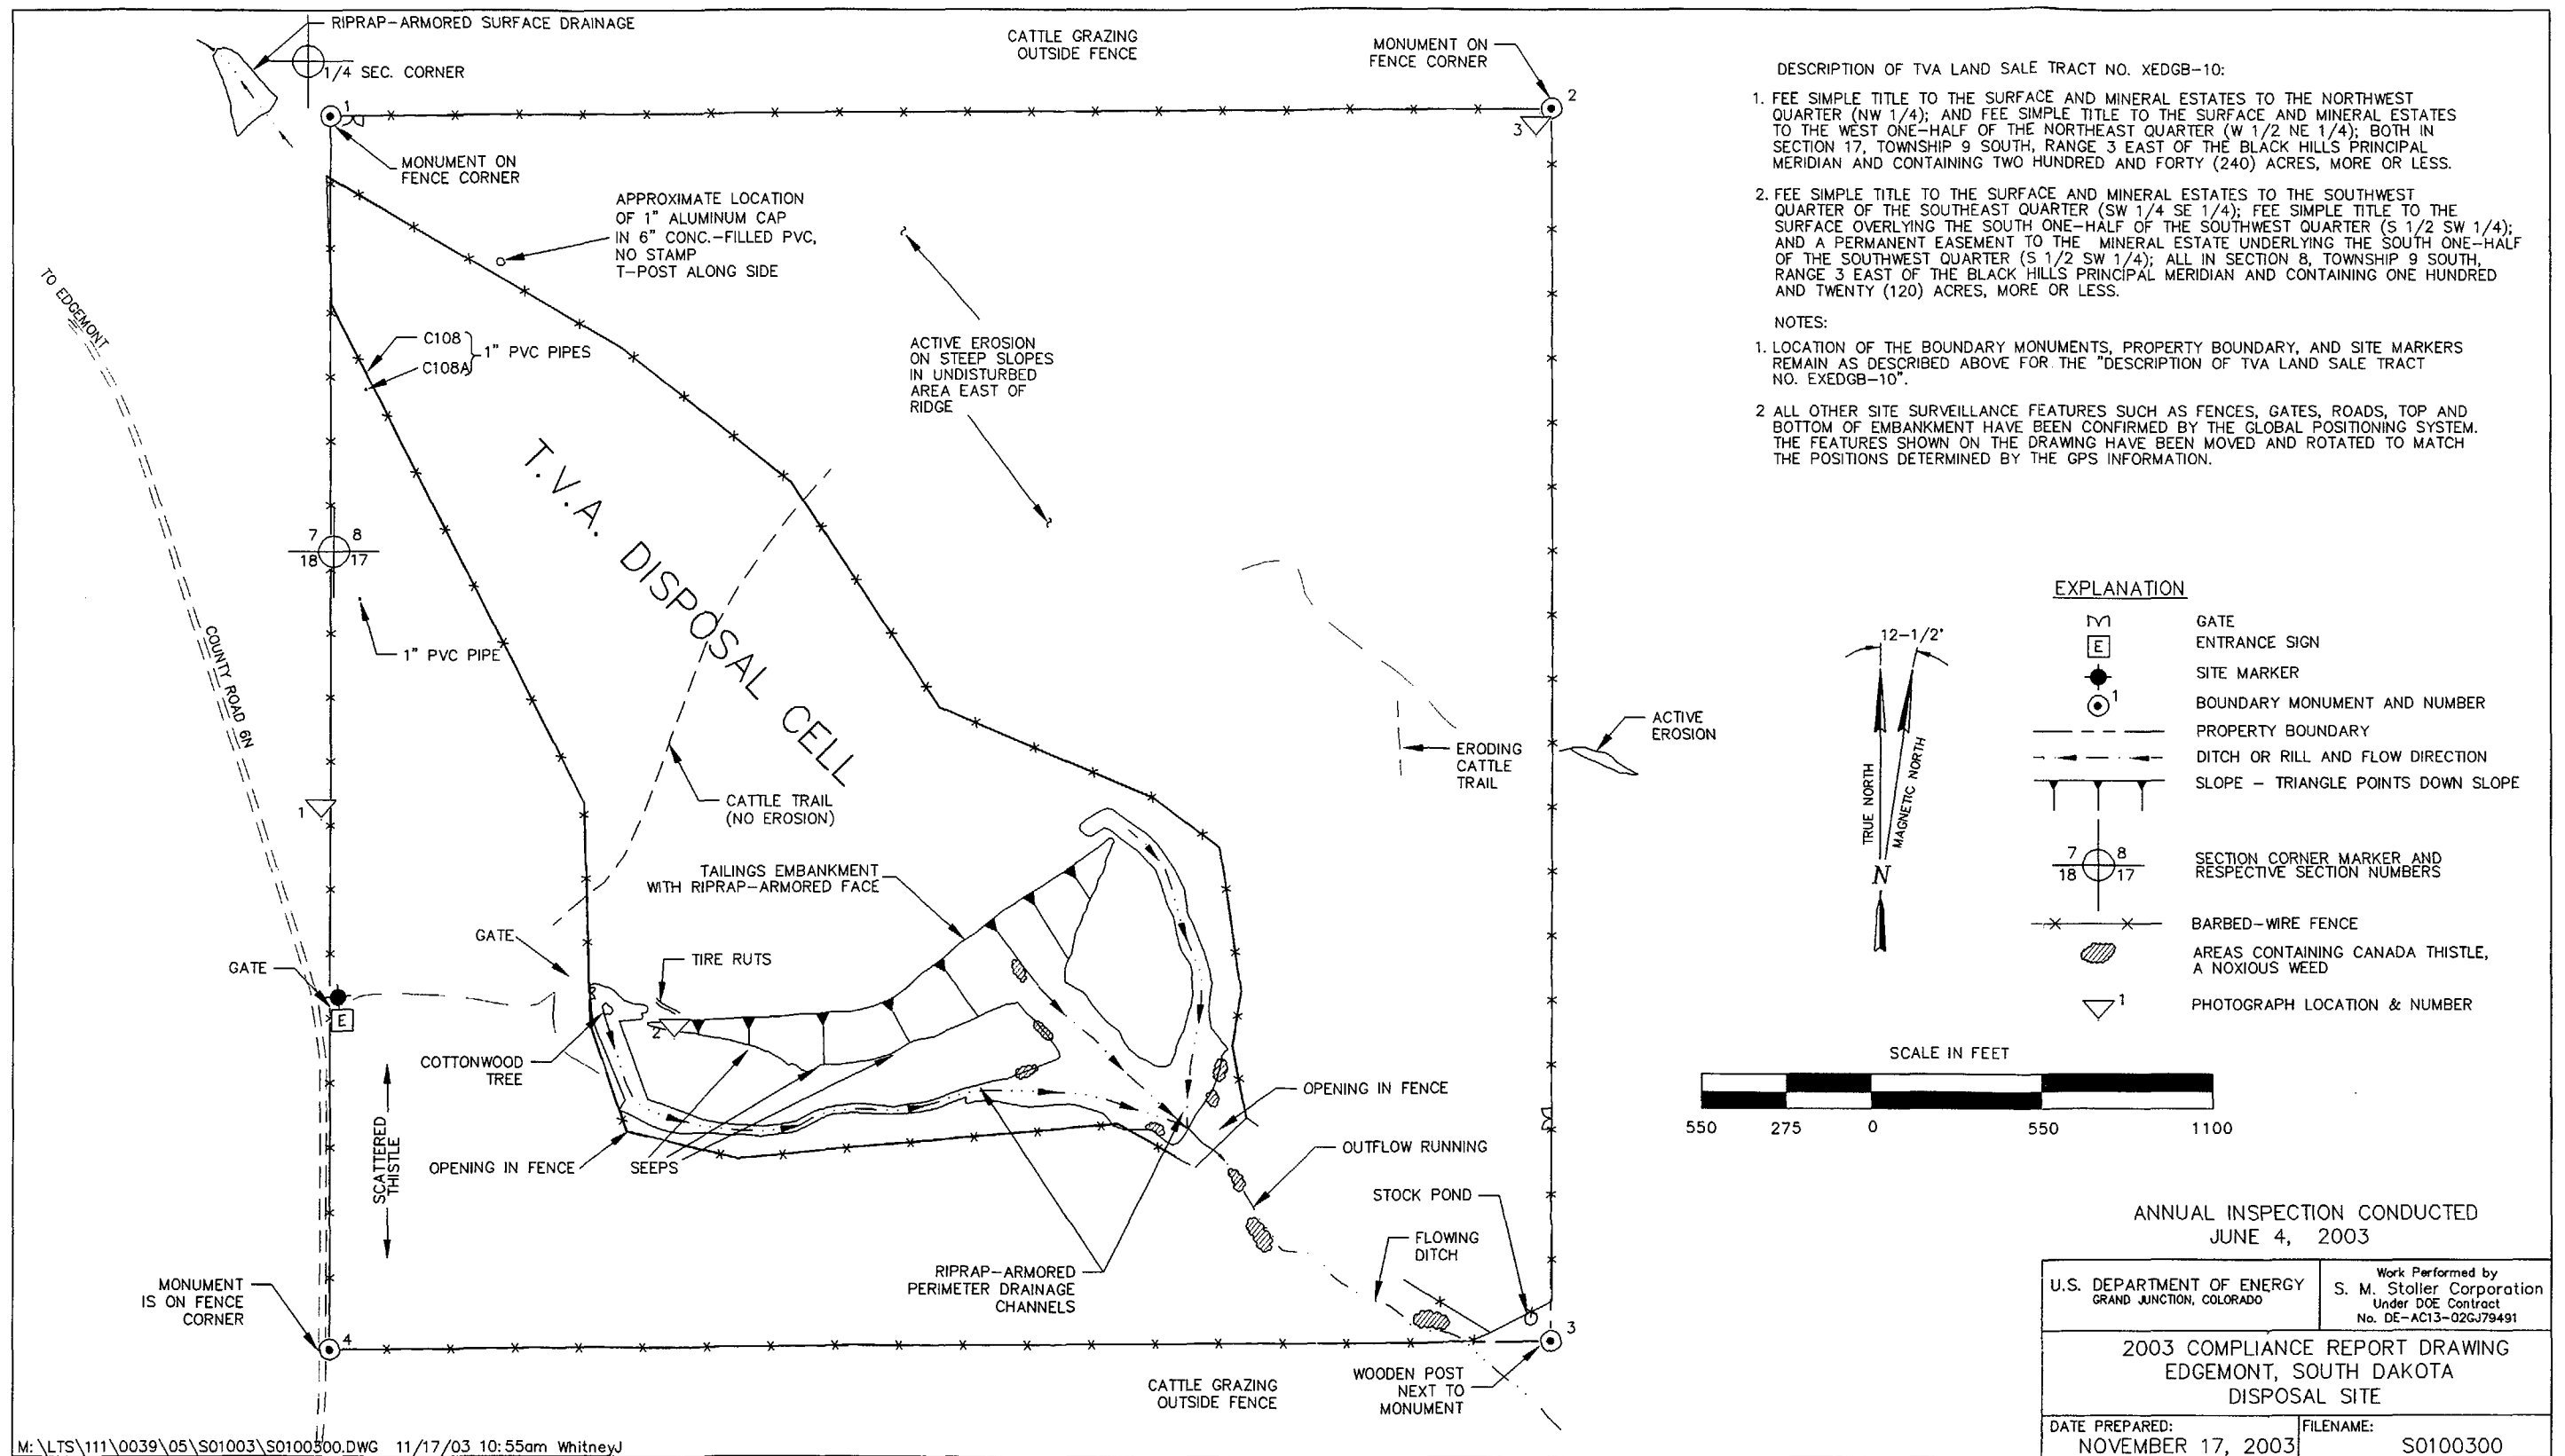 RIPRAP-ARMORED SURFACE DRAINAGE
1/4 SEC. CORNER
1
MONUMENT ON
FENCE CORNER
CATTLE GRAZING
OUTSIDE FENCE
MONUMENT ON
FENCE CORNER
2
3
APPROXIMATE LOCATION
OF 1" ALUMINUM CAP
IN 6" CONC.-FILLED PVC,
NO STAMP
T-POST ALONG SIDE
TO EDGEMONT
C108
C108A
1" PVC PIPES
ACTIVE EROSION
ON STEEP SLOPES
IN UNDISTURBED
AREA EAST OF
RIDGE
T.V.A. DISPOSAL CELL
7 8
18 17
1" PVC PIPE
COUNTY ROAD 6N
1
CATTLE TRAIL
(NO EROSION)
ERODING
CATTLE
TRAIL
ACTIVE
EROSION
TAILINGS EMBANKMENT
WITH RIPRAP-ARMORED FACE
GATE
GATE
TIRE RUTS
E
2
COTTONWOOD
TREE
SCATTERED
THISTLE
OPENING IN FENCE
SEEPS
OPENING IN FENCE
OUTFLOW RUNNING
STOCK POND
FLOWING
DITCH
RIPRAP-ARMORED
PERIMETER DRAINAGE
CHANNELS
MONUMENT
IS ON FENCE
CORNER
4
3
CATTLE GRAZING
OUTSIDE FENCE
WOODEN POST
NEXT TO
MONUMENT
M:\LTS\111\0039\05\S01003\S0100300.DWG 11/17/03 10:55am WhitneyJ
DESCRIPTION OF TVA LAND SALE TRACT NO. XEDGB-10:
1. FEE SIMPLE TITLE TO THE SURFACE AND MINERAL ESTATES TO THE NORTHWEST
QUARTER (NW 1/4); AND FEE SIMPLE TITLE TO THE SURFACE AND MINERAL ESTATES
TO THE WEST ONE-HALF OF THE NORTHEAST QUARTER (W 1/2 NE 1/4); BOTH IN
SECTION 17, TOWNSHIP 9 SOUTH, RANGE 3 EAST OF THE BLACK HILLS PRINCIPAL
MERIDIAN AND CONTAINING TWO HUNDRED AND FORTY (240) ACRES, MORE OR LESS.
2. FEE SIMPLE TITLE TO THE SURFACE AND MINERAL ESTATES TO THE SOUTHWEST
QUARTER OF THE SOUTHEAST QUARTER (SW 1/4 SE 1/4); FEE SIMPLE TITLE TO THE
SURFACE OVERLYING THE SOUTH ONE-HALF OF THE SOUTHWEST QUARTER (S 1/2 SW 1/4);
AND A PERMANENT EASEMENT TO THE MINERAL ESTATE UNDERLYING THE SOUTH ONE-HALF
OF THE SOUTHWEST QUARTER (S 1/2 SW 1/4); ALL IN SECTION 8, TOWNSHIP 9 SOUTH,
RANGE 3 EAST OF THE BLACK HILLS PRINCIPAL MERIDIAN AND CONTAINING ONE HUNDRED
AND TWENTY (120) ACRES, MORE OR LESS.
NOTES:
1. LOCATION OF THE BOUNDARY MONUMENTS, PROPERTY BOUNDARY, AND SITE MARKERS
REMAIN AS DESCRIBED ABOVE FOR THE "DESCRIPTION OF TVA LAND SALE TRACT
NO. EXEDGB-10".
2 ALL OTHER SITE SURVEILLANCE FEATURES SUCH AS FENCES, GATES, ROADS, TOP AND
BOTTOM OF EMBANKMENT HAVE BEEN CONFIRMED BY THE GLOBAL POSITIONING SYSTEM.
THE FEATURES SHOWN ON THE DRAWING HAVE BEEN MOVED AND ROTATED TO MATCH
THE POSITIONS DETERMINED BY THE GPS INFORMATION.
12-1/2°
TRUE NORTH
MAGNETIC NORTH
N
EXPLANATION
GATE
E ENTRANCE SIGN
SITE MARKER
1 BOUNDARY MONUMENT AND NUMBER
PROPERTY BOUNDARY
DITCH OR RILL AND FLOW DIRECTION
SLOPE - TRIANGLE POINTS DOWN SLOPE
7 8
18 17
SECTION CORNER MARKER AND
RESPECTIVE SECTION NUMBERS
BARBED-WIRE FENCE
AREAS CONTAINING CANADA THISTLE,
A NOXIOUS WEED
1 PHOTOGRAPH LOCATION & NUMBER
SCALE IN FEET
550 275 0 550 1100
ANNUAL INSPECTION CONDUCTED
JUNE 4, 2003
U.S. DEPARTMENT OF ENERGY
GRAND JUNCTION, COLORADO
Work Performed by
S. M. Stoller Corporation
Under DOE Contract
No. DE-AC13-02GJ79491
2003 COMPLIANCE REPORT DRAWING
EDGEMONT, SOUTH DAKOTA
DISPOSAL SITE
DATE PREPARED:
NOVEMBER 17, 2003
FILENAME:
S0100300